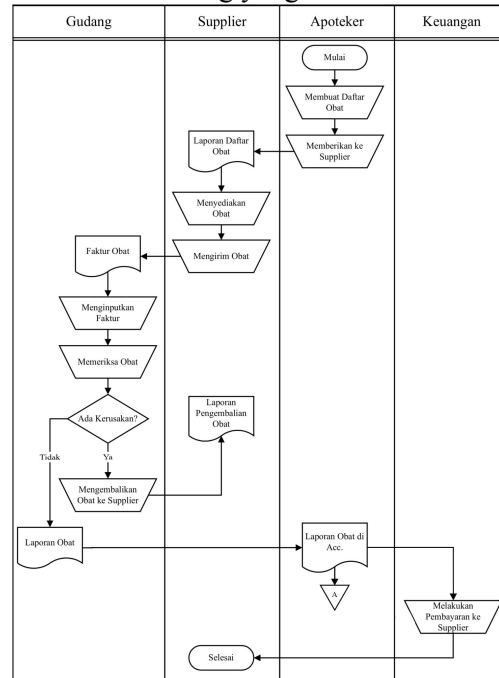 Gudang
Supplier
Apoteker
Keuangan
Mulai
Membuat Daftar
Obat
Memberikan ke
Supplier
Laporan Daftar
Obat
Menyediakan
Obat
Mengirim Obat
Faktur Obat
Menginputkan
Faktur
Memeriksa Obat
Ada Kerusakan?
Tidak
Ya
Laporan
Pengembalian
Obat
Mengembalikan
Obat ke Supplier
Laporan Obat
Laporan Obat di
Acc.
A
Melakukan
Pembayaran ke
Supplier
Selesai